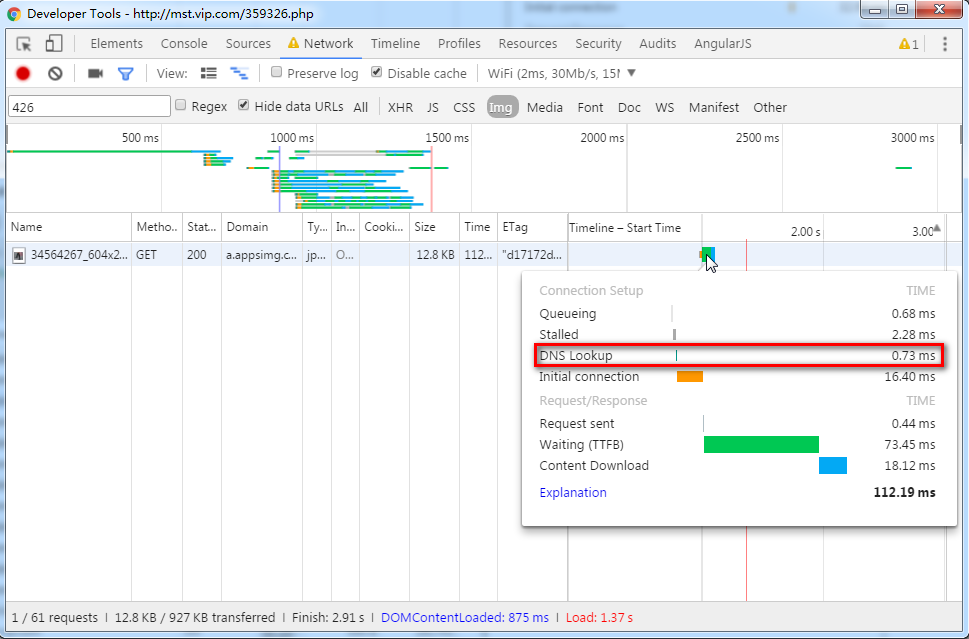 Developer Tools - http://mst.vip.com/359326.php
Elements Console Sources Network Timeline Profiles Resources Security Audits AngularJS 1
View: Preserve log Disable cache WiFi (2ms, 30Mb/s, 15M
426 Regex Hide data URLs All XHR JS CSS Img Media Font Doc WS Manifest Other
500 ms 1000 ms 1500 ms 2000 ms 2500 ms 3000 ms
Name Metho.. Stat... Domain Ty... In... Cooki... Size Time ETag Timeline – Start Time 2.00 s 3.00
34564267_604x2... GET 200 a.appsimg.c... jp... O... 12.8 KB 112... "d17172d...
Connection Setup TIME
Queueing 0.68 ms
Stalled 2.28 ms
DNS Lookup 0.73 ms
Initial connection 16.40 ms
Request/Response TIME
Request sent 0.44 ms
Waiting (TTFB) 73.45 ms
Content Download 18.12 ms
Explanation 112.19 ms
1 / 61 requests | 12.8 KB / 927 KB transferred | Finish: 2.91 s | DOMContentLoaded: 875 ms | Load: 1.37 s